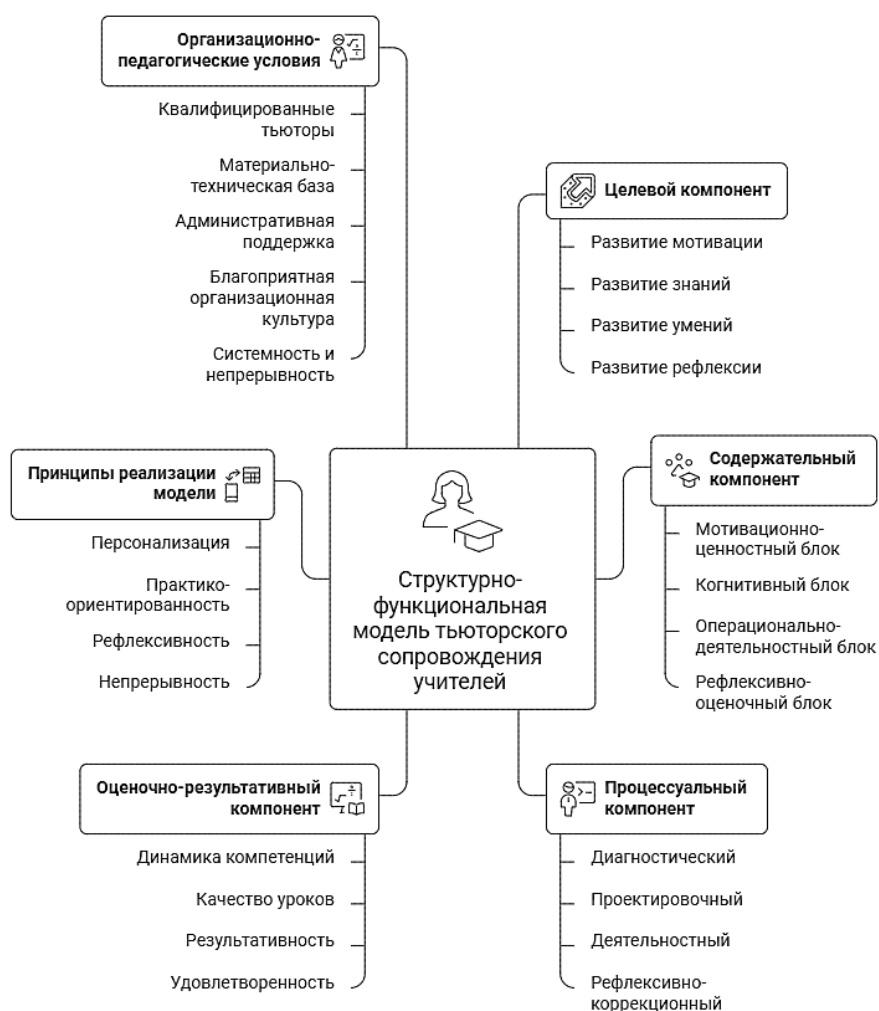 Организационно-
педагогические условия
Квалифицированные
тьюторы
Материально-
техническая база
Административная
поддержка
Благоприятная
организационная
культура
Системность и
непрерывность
Целевой компонент
Развитие мотивации
Развитие знаний
Развитие умений
Развитие рефлексии
Принципы реализации
модели
Персонализация
Практико-
ориентированность
Рефлексивность
Непрерывность
Структурно-
функциональная
модель тьюторского
сопровождения
учителей
Содержательный
компонент
Мотивационно-
ценностный блок
Когнитивный блок
Операционально-
деятельностный блок
Рефлексивно-
оценочный блок
Оценочно-результативный
компонент
Динамика компетенций
Качество уроков
Результативность
Удовлетворенность
Процессуальный
компонент
Диагностический
Проектировочный
Деятельностный
Рефлексивно-
коррекционный